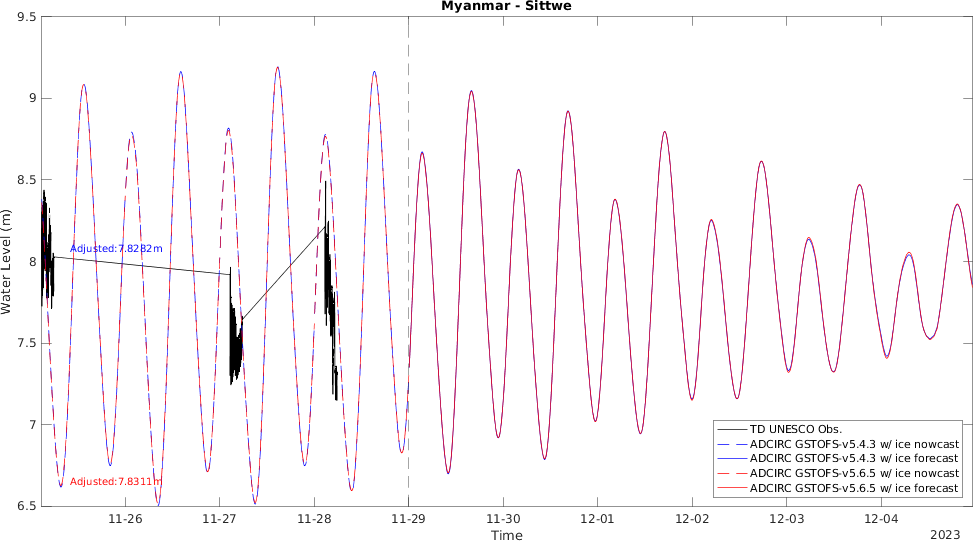 Myanmar - Sittwe
9.5
9
8.5
8
7.5
7
6.5
Water Level (m)
Adjusted:7.8282m
Adjusted:7.8311m
TD UNESCO Obs.
ADCIRC GSTOFS-v5.4.3 w/ ice nowcast
ADCIRC GSTOFS-v5.4.3 w/ ice forecast
ADCIRC GSTOFS-v5.6.5 w/ ice nowcast
ADCIRC GSTOFS-v5.6.5 w/ ice forecast
11-26 11-27 11-28 11-29 11-30 12-01 12-02 12-03 12-04
Time
2023